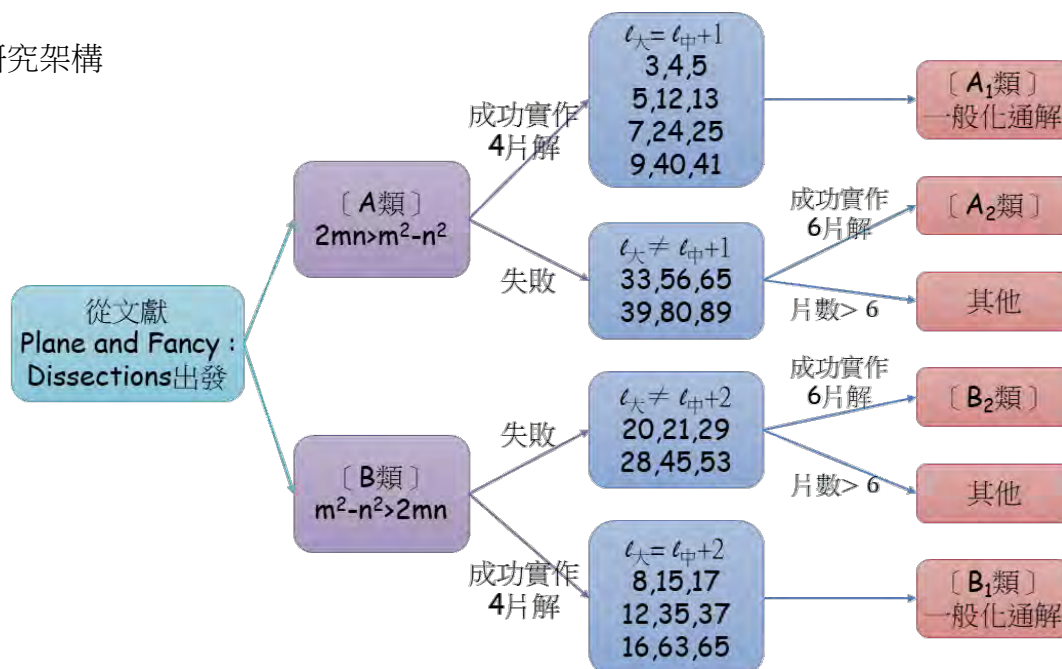 研究架構
從文獻
Plane and Fancy :
Dissections出發
〔A類〕
2mn>m²-n²
〔B類〕
m²-n²>2mn
成功實作
4片解
失敗
失敗
成功實作
4片解
ℓ大= ℓ中+1
3,4,5
5,12,13
7,24,25
9,40,41
ℓ大≠ ℓ中+1
33,56,65
39,80,89
ℓ大≠ ℓ中+2
20,21,29
28,45,53
ℓ大= ℓ中+2
8,15,17
12,35,37
16,63,65
成功實作
6片解
片數> 6
成功實作
6片解
片數> 6
〔A₁類〕
一般化通解
〔A₂類〕
其他
〔B₂類〕
其他
〔B₁類〕
一般化通解